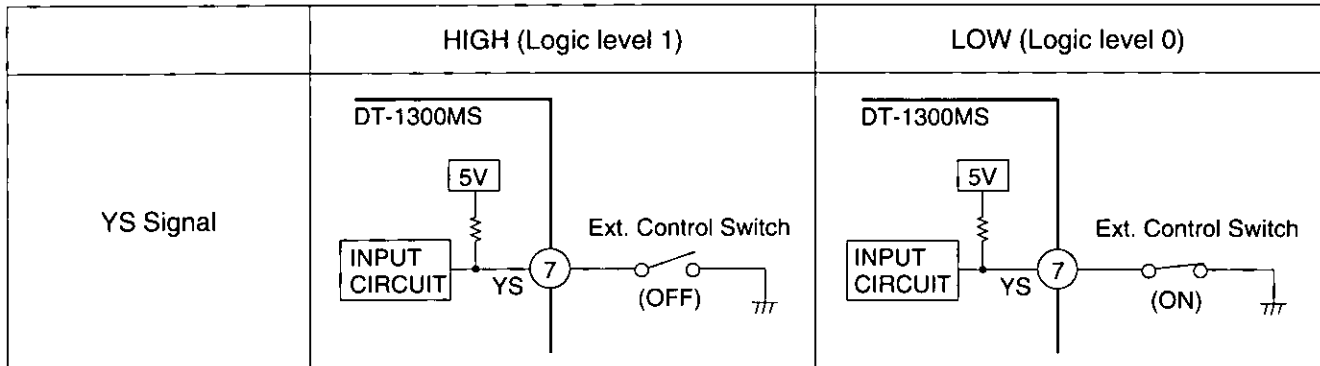 HIGH (Logic level 1)
LOW (Logic level 0)
YS Signal
DT-1300MS
5V
Ext. Control Switch
INPUT
CIRCUIT
YS
7
(OFF)
DT-1300MS
5V
Ext. Control Switch
INPUT
CIRCUIT
YS
7
(ON)